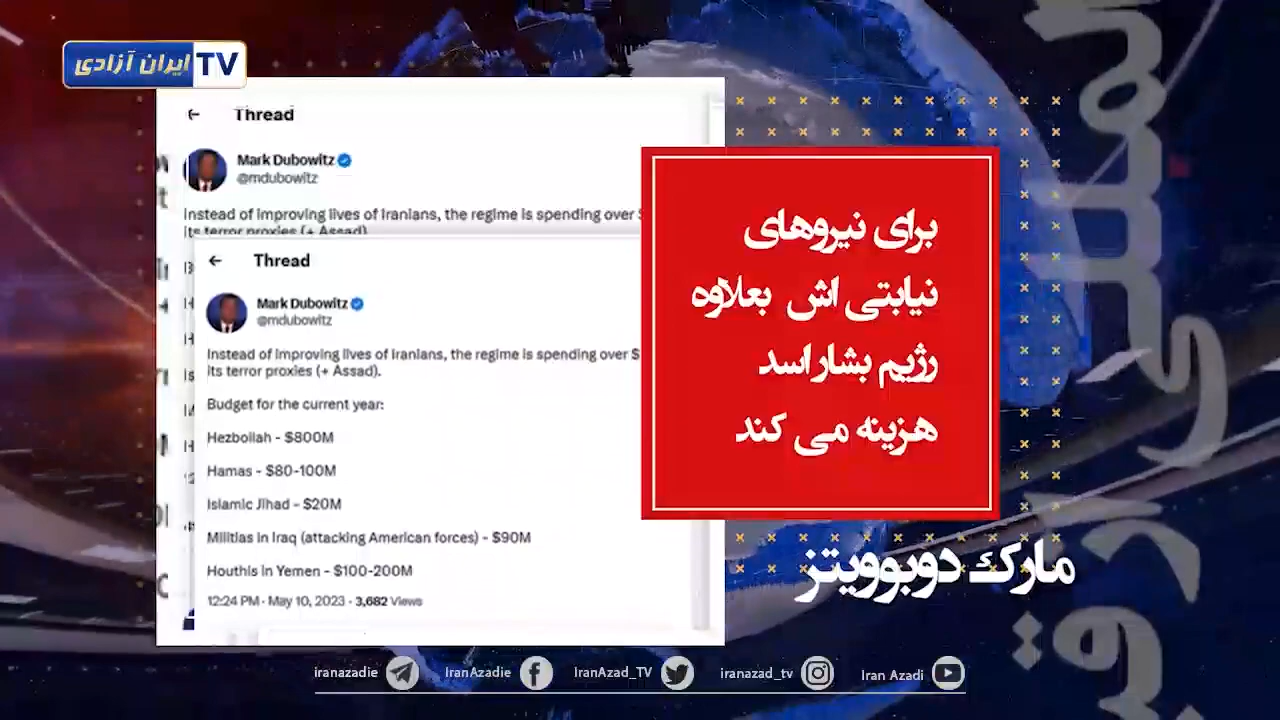 ایران آزادی TV
Thread
Mark Dubowitz
@mdubowitz
Instead of improving lives of Iranians, the regime is spending over
its terror proxies (+ Assad).
Thread
Mark Dubowitz
@mdubowitz
Instead of improving lives of Iranians, the regime is spending over $
its terror proxies (+ Assad).
Budget for the current year:
Hezbollah - $800M
Hamas - $80-100M
Islamic Jihad - $20M
Militias in Iraq (attacking American forces) - $90M
Houthis in Yemen - $100-200M
12:24 PM · May 10, 2023 · 3,682 Views
برای نیروهای
نیابتی اش بعلاوه
رژیم بشار اسد
هزینه می کند
مارک دوبوویتز
iranazadie
IranAzadie
IranAzad_TV
iranazad_tv
Iran Azadi